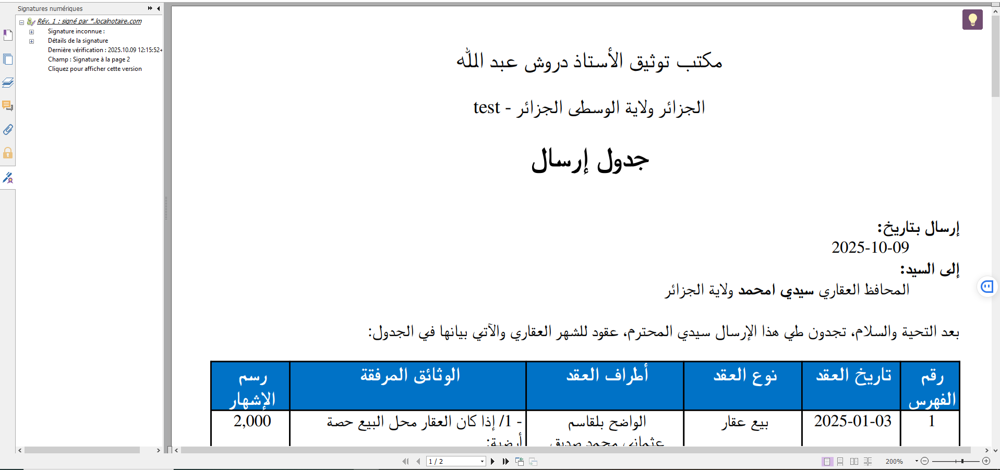 Signatures numériques
Rév. 1 : signé par *.localnotaire.com
Signature inconnue :
Détails de la signature
Dernière vérification : 2025.10.09 12:15:52+
Champ : Signature à la page 2
Cliquez pour afficher cette version
مكتب توثيق الأستاذ دروش عبد الله
الجزائر ولاية الوسطى الجزائر - test
جدول إرسال
إرسال بتاريخ:
2025-10-09
إلى السيد:
المحافظ العقاري سيدي امحمد ولاية الجزائر
بعد التحية والسلام، تجدون طي هذا الإرسال سيدي المحترم، عقود للشهر العقاري والآتي بيانها في الجدول:
رقم الفهرس تاريخ العقد نوع العقد أطراف العقد الوثائق المرفقة رسم الإشهار
1 2025-01-03 بيع عقار الواضح بلقاسم - 1/ إذا كان العقار محل البيع حصة 2,000
عثماني محمد صديق أرضية:
1 / 2
200%